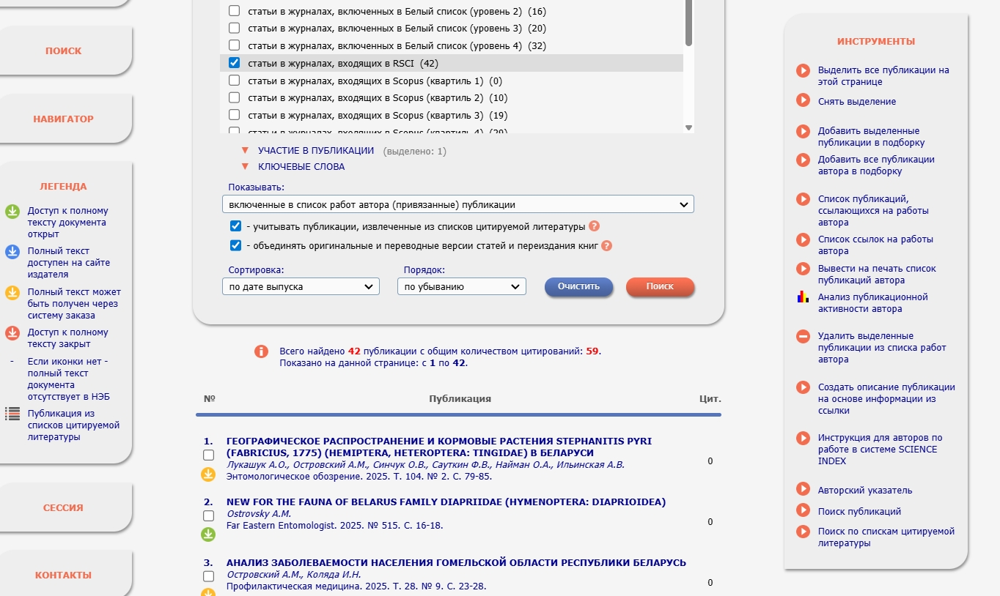 ПОИСК
НАВИГАТОР
ЛЕГЕНДА
Доступ к полному
тексту документа
открыт
Полный текст
доступен на сайте
издателя
Полный текст может
быть получен через
систему заказа
Доступ к полному
тексту закрыт
- Если иконки нет -
полный текст
документа
отсутствует в НЭБ
Публикация из
списков цитируемой
литературы
СЕССИЯ
КОНТАКТЫ
статьи в журналах, включенных в Белый список (уровень 2) (16)
статьи в журналах, включенных в Белый список (уровень 3) (20)
статьи в журналах, включенных в Белый список (уровень 4) (32)
статьи в журналах, входящих в RSCI (42)
статьи в журналах, входящих в Scopus (квартиль 1) (0)
статьи в журналах, входящих в Scopus (квартиль 2) (10)
статьи в журналах, входящих в Scopus (квартиль 3) (19)
статьи в журналах, входящих в Scopus (квартиль 4) (29)
УЧАСТИЕ В ПУБЛИКАЦИИ (выделено: 1)
КЛЮЧЕВЫЕ СЛОВА
Показывать:
включенные в список работ автора (привязанные) публикации
- учитывать публикации, извлеченные из списков цитируемой литературы ?
- объединять оригинальные и переводные версии статей и переиздания книг ?
Сортировка: Порядок:
по дате выпуска по убыванию Очистить Поиск
Всего найдено 42 публикации с общим количеством цитирований: 59.
Показано на данной странице: с 1 по 42.
№ Публикация Цит.
1. ГЕОГРАФИЧЕСКОЕ РАСПРОСТРАНЕНИЕ И КОРМОВЫЕ РАСТЕНИЯ STEPHANITIS PYRI
(FABRICIUS, 1775) (HEMIPTERA, HETEROPTERA: TINGIDAE) В БЕЛАРУСИ
Лукашук А.О., Островский А.М., Синчук О.В., Сауткин Ф.В., Найман О.А., Ильинская А.В.
0
Энтомологическое обозрение. 2025. Т. 104. № 2. С. 79-85.
2. NEW FOR THE FAUNA OF BELARUS FAMILY DIAPRIIDAE (HYMENOPTERA: DIAPRIOIDEA)
Ostrovsky A.M.
0
Far Eastern Entomologist. 2025. № 515. С. 16-18.
3. АНАЛИЗ ЗАБОЛЕВАЕМОСТИ НАСЕЛЕНИЯ ГОМЕЛЬСКОЙ ОБЛАСТИ РЕСПУБЛИКИ БЕЛАРУСЬ
Островский А.М., Коляда И.Н.
0
Профилактическая медицина. 2025. Т. 28. № 9. С. 23-28.
ИНСТРУМЕНТЫ
Выделить все публикации на
этой странице
Снять выделение
Добавить выделенные
публикации в подборку
Добавить все публикации
автора в подборку
Список публикаций,
ссылающихся на работы
автора
Список ссылок на работы
автора
Вывести на печать список
публикаций автора
Анализ публикационной
активности автора
Удалить выделенные
публикации из списка работ
автора
Создать описание публикации
на основе информации из
ссылки
Инструкция для авторов по
работе в системе SCIENCE
INDEX
Авторский указатель
Поиск публикаций
Поиск по спискам цитируемой
литературы